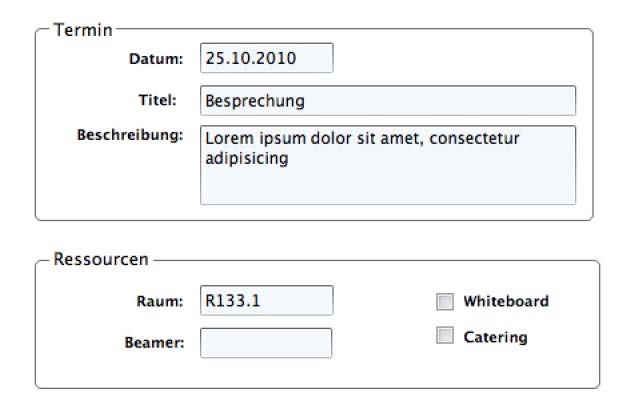 Termin
Datum: 25.10.2010
Titel: Besprechung
Beschreibung: Lorem ipsum dolor sit amet, consectetur
adipisicing
Ressourcen
Raum: R133.1 Whiteboard
Beamer: Catering